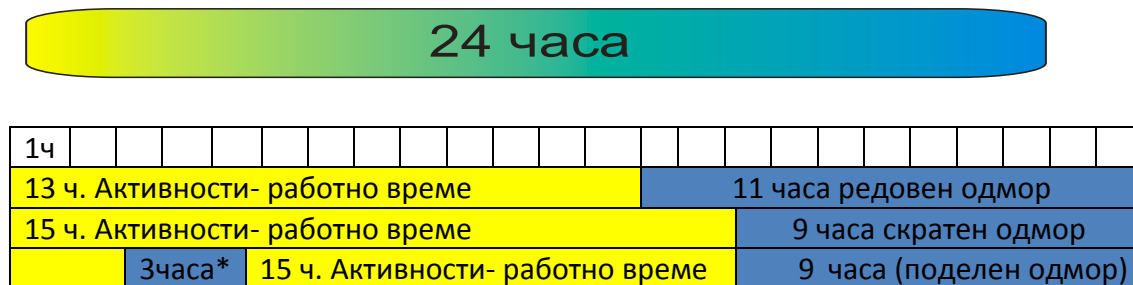 24 часа
1ч
13 ч. Активности- работно време 11 часа редовен одмор
15 ч. Активности- работно време 9 часа скратен одмор
3часа* 15 ч. Активности- работно време 9 часа (поделен одмор)